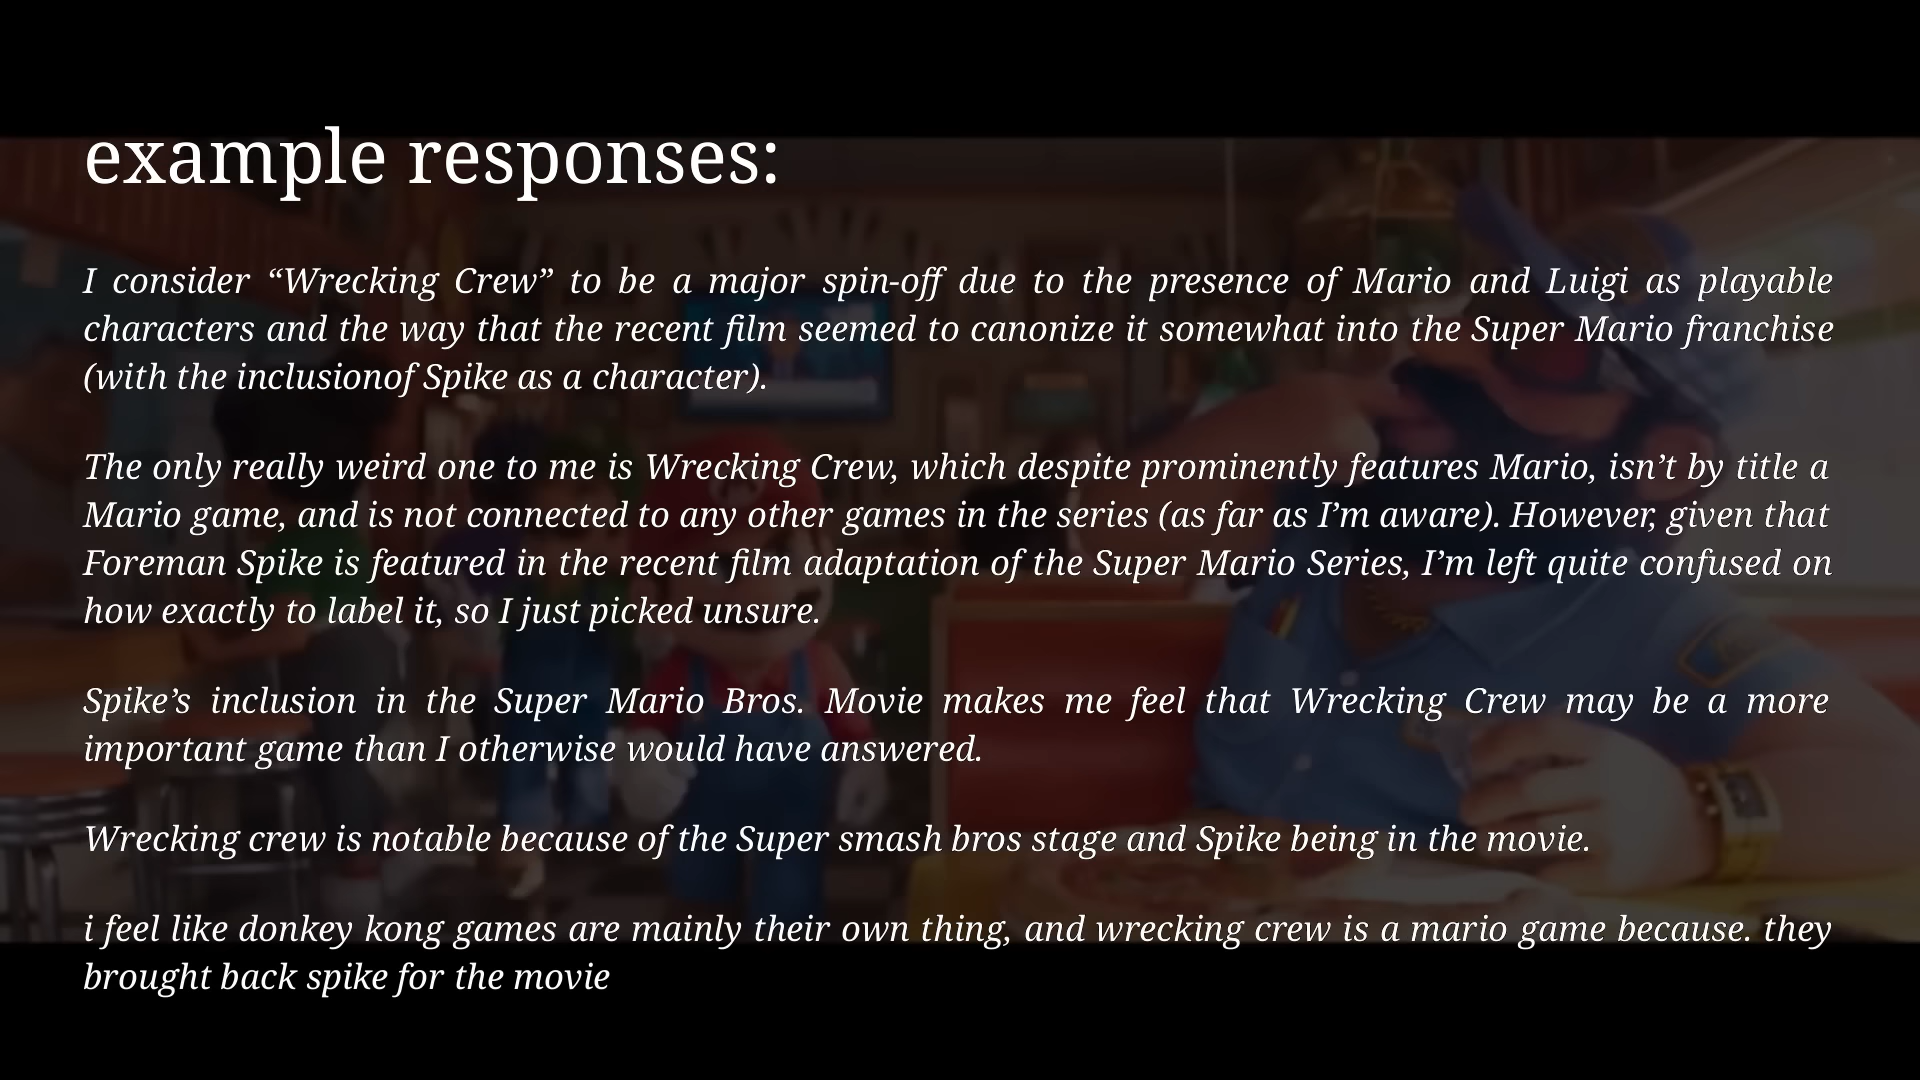 example responses:
I consider “Wrecking Crew” to be a major spin-off due to the presence of Mario and Luigi as playable
characters and the way that the recent film seemed to canonize it somewhat into the Super Mario franchise
(with the inclusionof Spike as a character).
The only really weird one to me is Wrecking Crew, which despite prominently features Mario, isn’t by title a
Mario game, and is not connected to any other games in the series (as far as I’m aware). However, given that
Foreman Spike is featured in the recent film adaptation of the Super Mario Series, I’m left quite confused on
how exactly to label it, so I just picked unsure.
Spike’s inclusion in the Super Mario Bros. Movie makes me feel that Wrecking Crew may be a more
important game than I otherwise would have answered.
Wrecking crew is notable because of the Super smash bros stage and Spike being in the movie.
i feel like donkey kong games are mainly their own thing, and wrecking crew is a mario game because. they
brought back spike for the movie